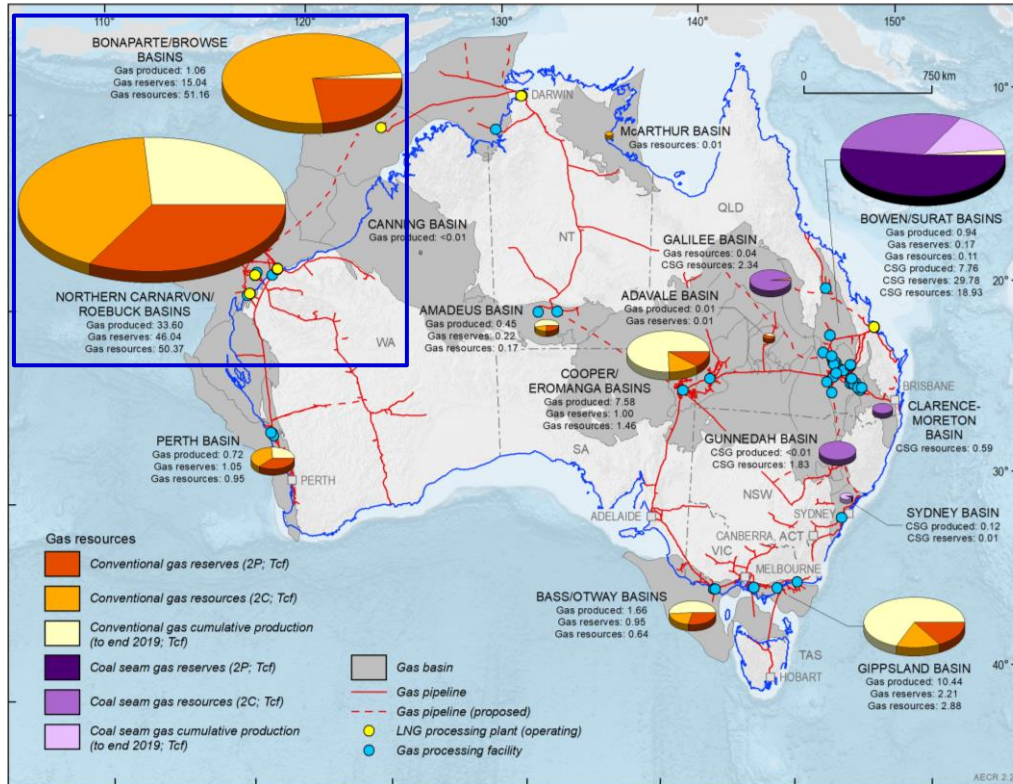 110°
120°
130°
140°
150°
BONAPARTE/BROWSE
BASINS
Gas produced: 1.06
Gas reserves: 15.04
Gas resources: 51.16
0
750 km
10°
DARWIN
McARTHUR BASIN
Gas resources: 0.01
BOWEN/SURAT BASINS
Gas produced: 0.94
Gas reserves: 0.17
Gas resources: 0.11
CSG produced: 7.76
CSG reserves: 29.78
CSG resources: 18.93
QLD
CANNING BASIN
Gas produced: <0.01
NT
GALILEE BASIN
Gas resources: 0.04
CSG resources: 2.34
NORTHERN CARNARVON/
ROEBUCK BASINS
Gas produced: 33.60
Gas reserves: 46.04
Gas resources: 50.37
WA
AMADEUS BASIN
Gas produced: 0.45
Gas reserves: 0.22
Gas resources: 0.17
ADAVALE BASIN
Gas produced: 0.01
Gas reserves: 0.01
COOPER/
EROMANGA BASINS
Gas produced: 7.58
Gas reserves: 1.00
Gas resources: 1.46
BRISBANE
CLARENCE-
MORETON
BASIN
CSG resources: 0.59
PERTH BASIN
Gas produced: 0.72
Gas reserves: 1.05
Gas resources: 0.95
SA
GUNNEDAH BASIN
CSG produced: <0.01
CSG resources: 1.83
30°
PERTH
NSW
ADELAIDE
SYDNEY
SYDNEY BASIN
CSG produced: 0.12
CSG resources: 0.01
CANBERRA, ACT
VIC
MELBOURNE
Gas resources
Conventional gas reserves (2P; Tcf)
Conventional gas resources (2C; Tcf)
Conventional gas cumulative production
(to end 2019; Tcf)
Coal seam gas reserves (2P; Tcf)
Coal seam gas resources (2C; Tcf)
Coal seam gas cumulative production
(to end 2019; Tcf)
Gas basin
Gas pipeline
Gas pipeline (proposed)
LNG processing plant (operating)
Gas processing facility
BASS/OTWAY BASINS
Gas produced: 1.66
Gas reserves: 0.95
Gas resources: 0.64
TAS
HOBART
GIPPSLAND BASIN
Gas produced: 10.44
Gas reserves: 2.21
Gas resources: 2.88
40°
AECR 2.2